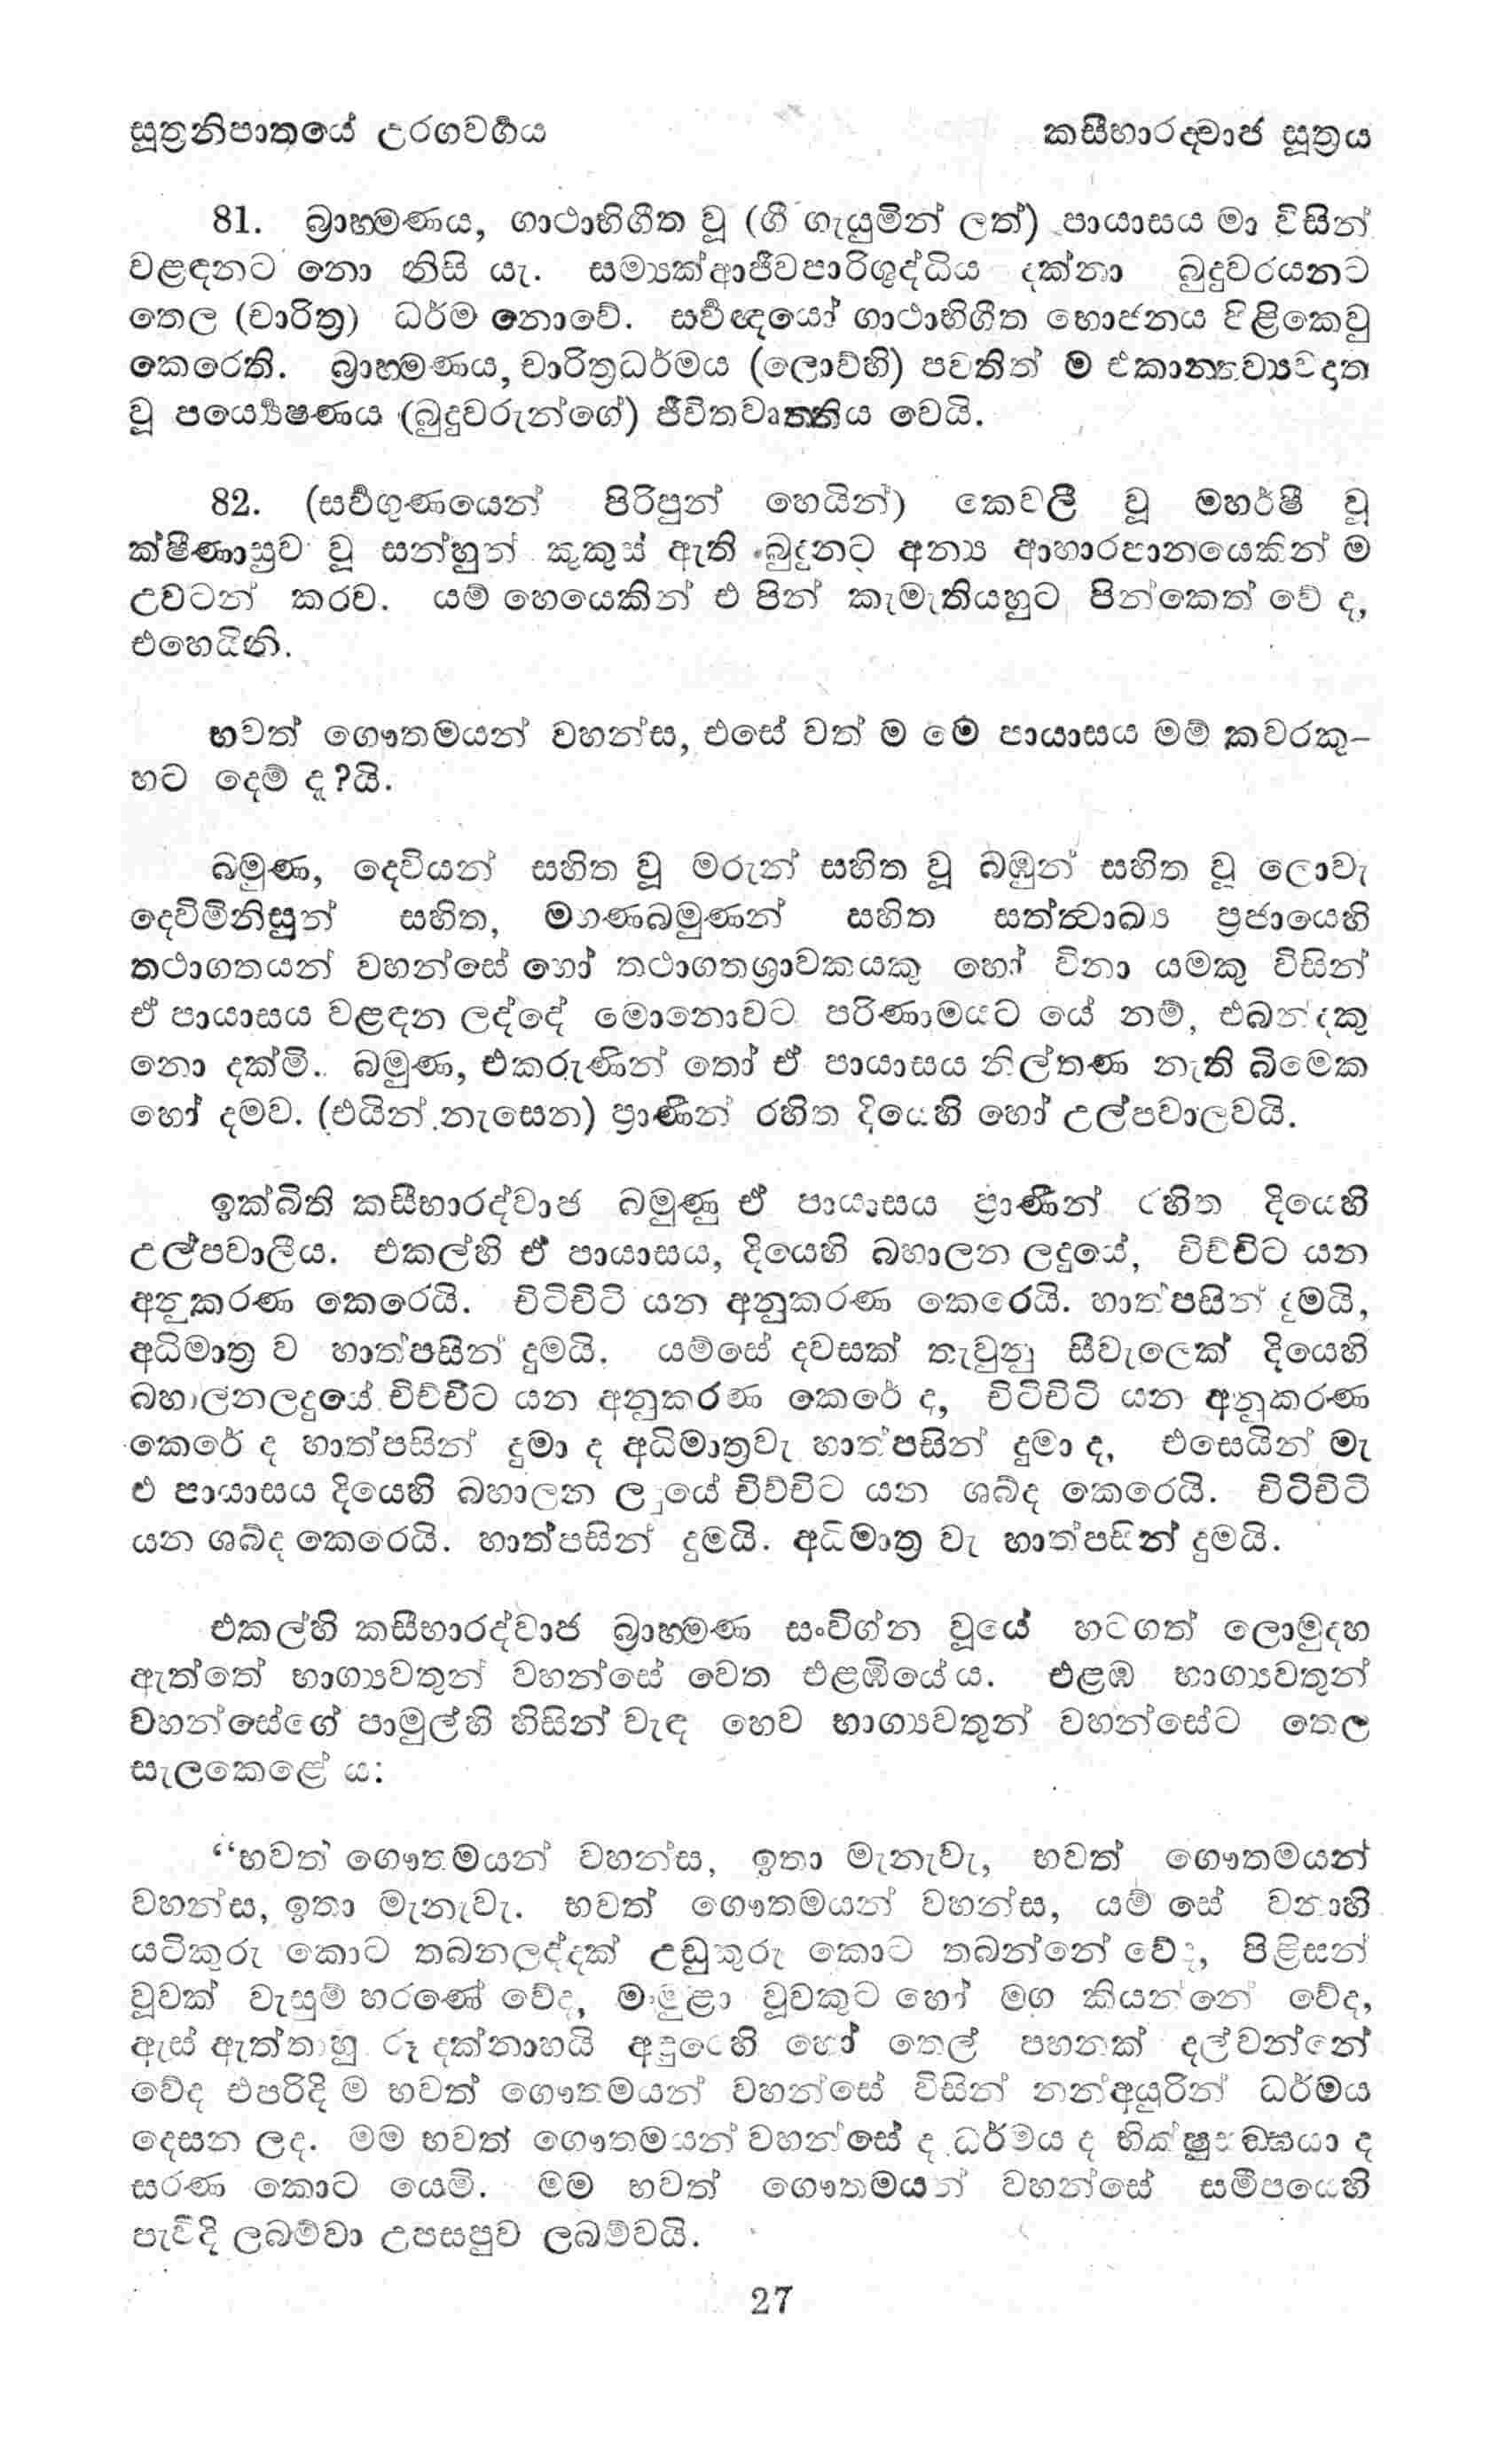 සූත්‍රනිපාතයේ උරගවර්‍ගය
කසීභාරද්වාජ සූත්‍රය
81. බ්‍රාහ්මණය, ගාථාභිගීත වූ (ගී ගැයුමින් ලත්) පායාසය මා විසින්
වළඳනට නො නිසි යැ. සම්‍යක්ආජීවපාරිශුද්ධිය දක්නා බුදුවරයනට
තෙල (චාරිත්‍ර) ධර්ම නොවේ. සර්‍වඥයෝ ගාථාභිගීත භොජනය පිළිකෙවු
කෙරෙති. බ්‍රාහ්මණය, චාරිත්‍රධර්මය (ලොව්හි) පවතිත් ම එකාන්‍තව්‍යවදාත
වූ පර්‍ය්‍යේෂණය (බුදුවරුන්ගේ) ජීවිතවෘත්තිය වෙයි.
82. (සර්‍වගුණයෙන් පිරිපුන් හෙයින්) කෙවලී වූ මහර්ෂී වූ
ක්ෂීණාස්‍රව වූ සන්හුන් කුකුස් ඇති බුදුනට අන්‍ය ආහාරපානයෙකින් ම
උවටන් කරව. යම් හෙයෙකින් එ පින් කැමැතියහුට පින්කෙත් වේ ද,
එහෙයිනි.
භවත් ගෞතමයන් වහන්ස, එසේ වත් ම මේ පායාසය මම් කවරකු-
හට දෙම් දැ?යි.
බමුණ, දෙවියන් සහිත වූ මරුන් සහිත වූ බඹුන් සහිත වූ ලොවැ
දෙවිමිනිසුන් සහිත, මහණබමුණන් සහිත සත්ත්වාඛ්‍ය ප්‍රජායෙහි
තථාගතයන් වහන්සේ හෝ තථාගතශ්‍රාවකයකු හෝ විනා යමකු විසින්
ඒ පායාසය වළඳන ලද්දේ මොනොවට පරිණාමයට යේ නම්, එබන්දකු
නො දක්මි. බමුණ, එකරුණින් තෝ ඒ පායාසය නිල්තණ නැති බිමෙක
හෝ දමව. (එයින් නැසෙන) ප්‍රාණීන් රහිත දියෙහි හෝ උල්පවාලවයි.
ඉක්බිති කසීභාරද්වාජ බමුණු ඒ පායාසය ප්‍රාණීන් රහිත දියෙහි
උල්පවාලීය. එකල්හි ඒ පායාසය, දියෙහි බහාලන ලදුයේ, චිච්චිට යන
අනුකරණ කෙරෙයි. චිටිචිටි යන අනුකරණ කෙරෙයි. හාත්පසින් දුමයි,
අධිමාත්‍ර ව හාත්පසින් දුමයි. යම්සේ දවසක් තැවුනු සීවැලෙක් දියෙහි
බහාලනලදුයේ චිච්චිට යන අනුකරණ කෙරේ ද, චිටිචිටි යන අනුකරණ
කෙරේ ද හාත්පසින් දුමා ද අධිමාත්‍රවැ හාත්පසින් දුමා ද, එසෙයින් මැ
එ පායාසය දියෙහි බහාලන ලදුයේ චිච්චිට යන ශබ්ද කෙරෙයි. චිටිචිටි
යන ශබ්ද කෙරෙයි. හාත්පසින් දුමයි. අධිමාත්‍ර වැ හාත්පසින් දුමයි.
එකල්හි කසීභාරද්වාජ බ්‍රාහ්මණ සංවිග්න වූයේ හටගත් ලොමුදහ
ඇත්තේ භාග්‍යවතුන් වහන්සේ වෙත එළඹියේ ය. එළඹ භාග්‍යවතුන්
වහන්සේගේ පාමුල්හි හිසින් වැඳ හෙව භාග්‍යවතුන් වහන්සේට තෙල
සැලකෙළේ ය:
“භවත් ගෞතමයන් වහන්ස, ඉතා මැනැවැ, භවත් ගෞතමයන්
වහන්ස, ඉතා මැනැවැ. භවත් ගෞතමයන් වහන්ස, යම් සේ වනාහි
යටිකුරු කොට තබනලද්දක් උඩුකුරු කොට තබන්නේ වේද, පිළිසන්
වූවක් වැසුම් හරණේ වේද, මංමුළා වූවකුට හෝ මග කියන්නේ වේද,
ඇස් ඇත්තාහු රූ දක්නාහයි අඳුරෙහි හෝ තෙල් පහනක් දල්වන්නේ
වේද එපරිදි ම භවත් ගෞතමයන් වහන්සේ විසින් නන්අයුරින් ධර්මය
දෙසන ලද. මම භවත් ගෞතමයන් වහන්සේ ද ධර්මය ද භික්ෂුසඞ්ඝයා ද
සරණ කොට යෙමි. මම භවත් ගෞතමයන් වහන්සේ සමීපයෙහි
පැවිදි ලබම්වා උපසපුව ලබම්වයි.
27